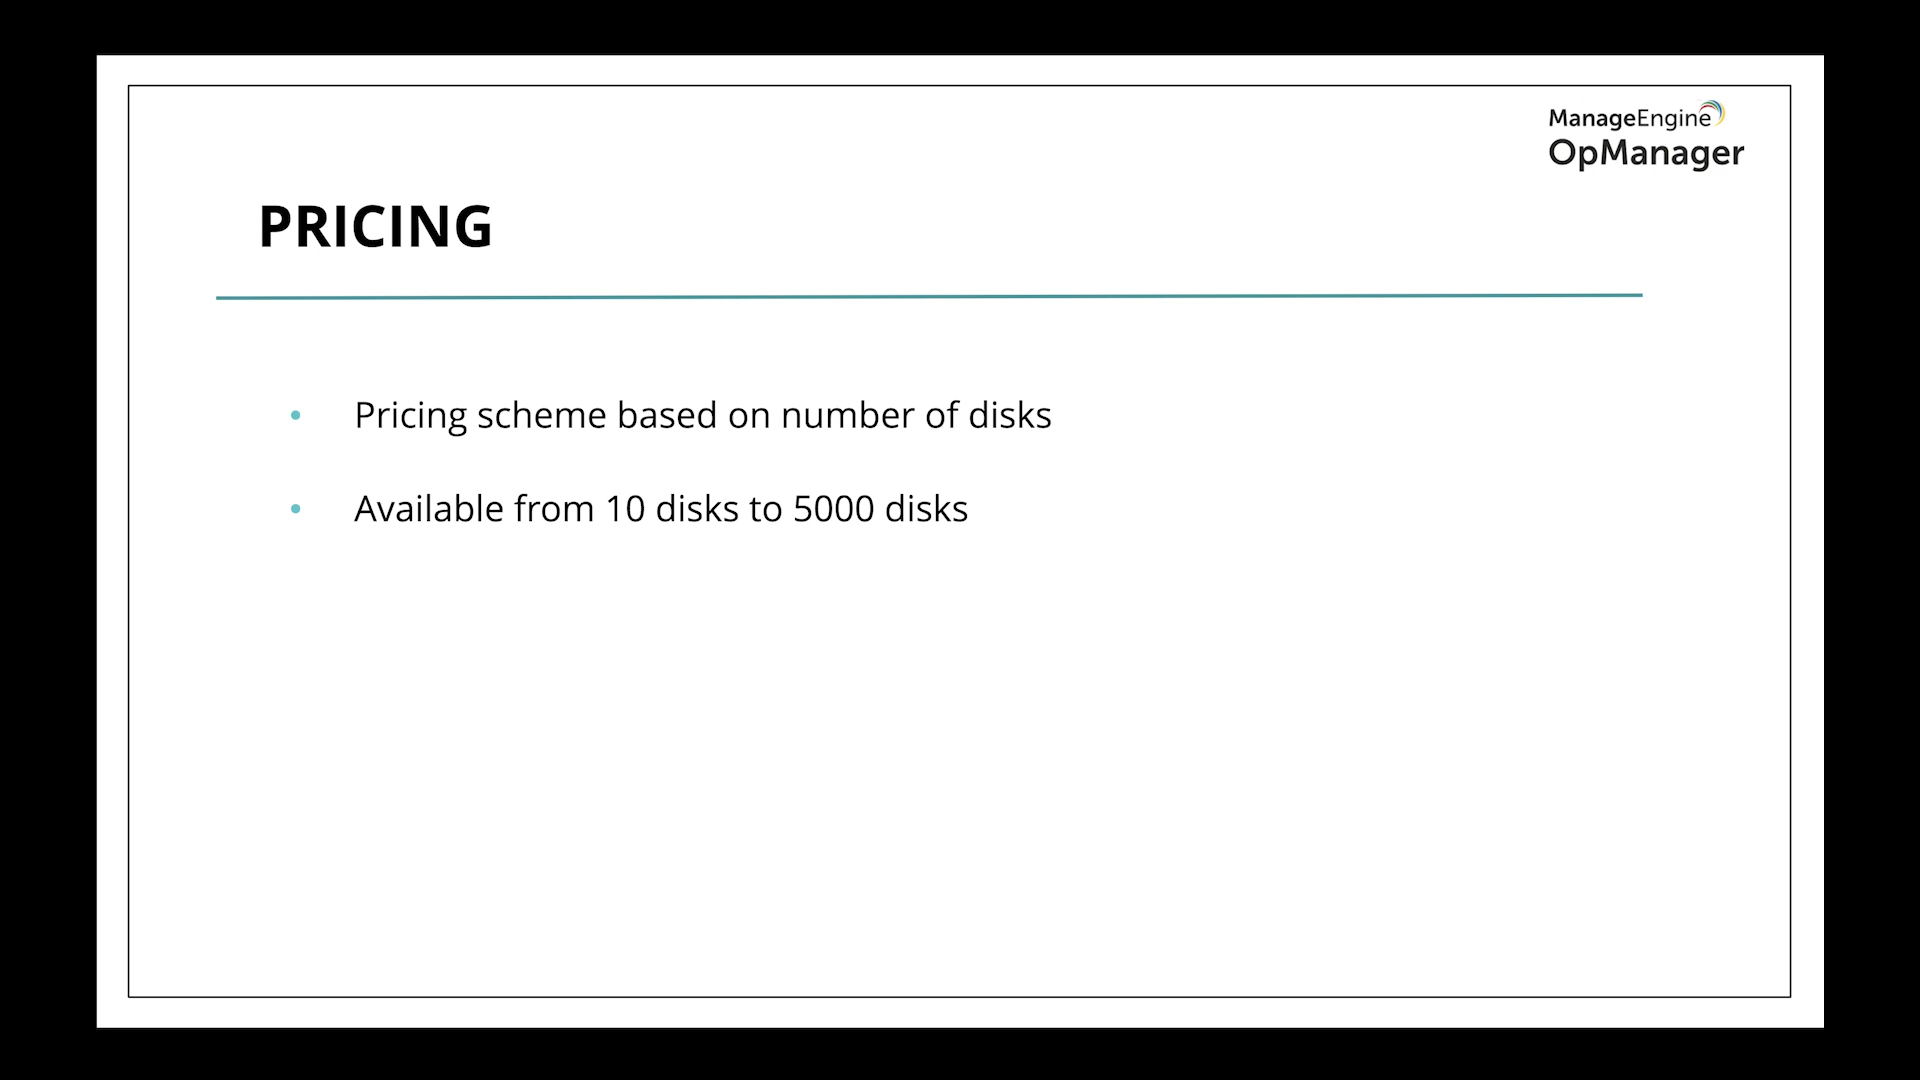 ManageEngine
OpManager
PRICING
• Pricing scheme based on number of disks
• Available from 10 disks to 5000 disks